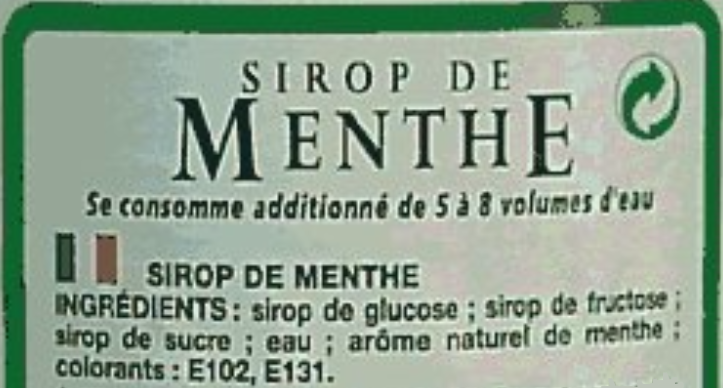 SIROP DE
MENTHE
Se consomme additionné de 5 à 8 volumes d'eau
SIROP DE MENTHE
INGRÉDIENTS : sirop de glucose ; sirop de fructose ;
sirop de sucre ; eau ; arôme naturel de menthe ;
colorants : E102, E131.